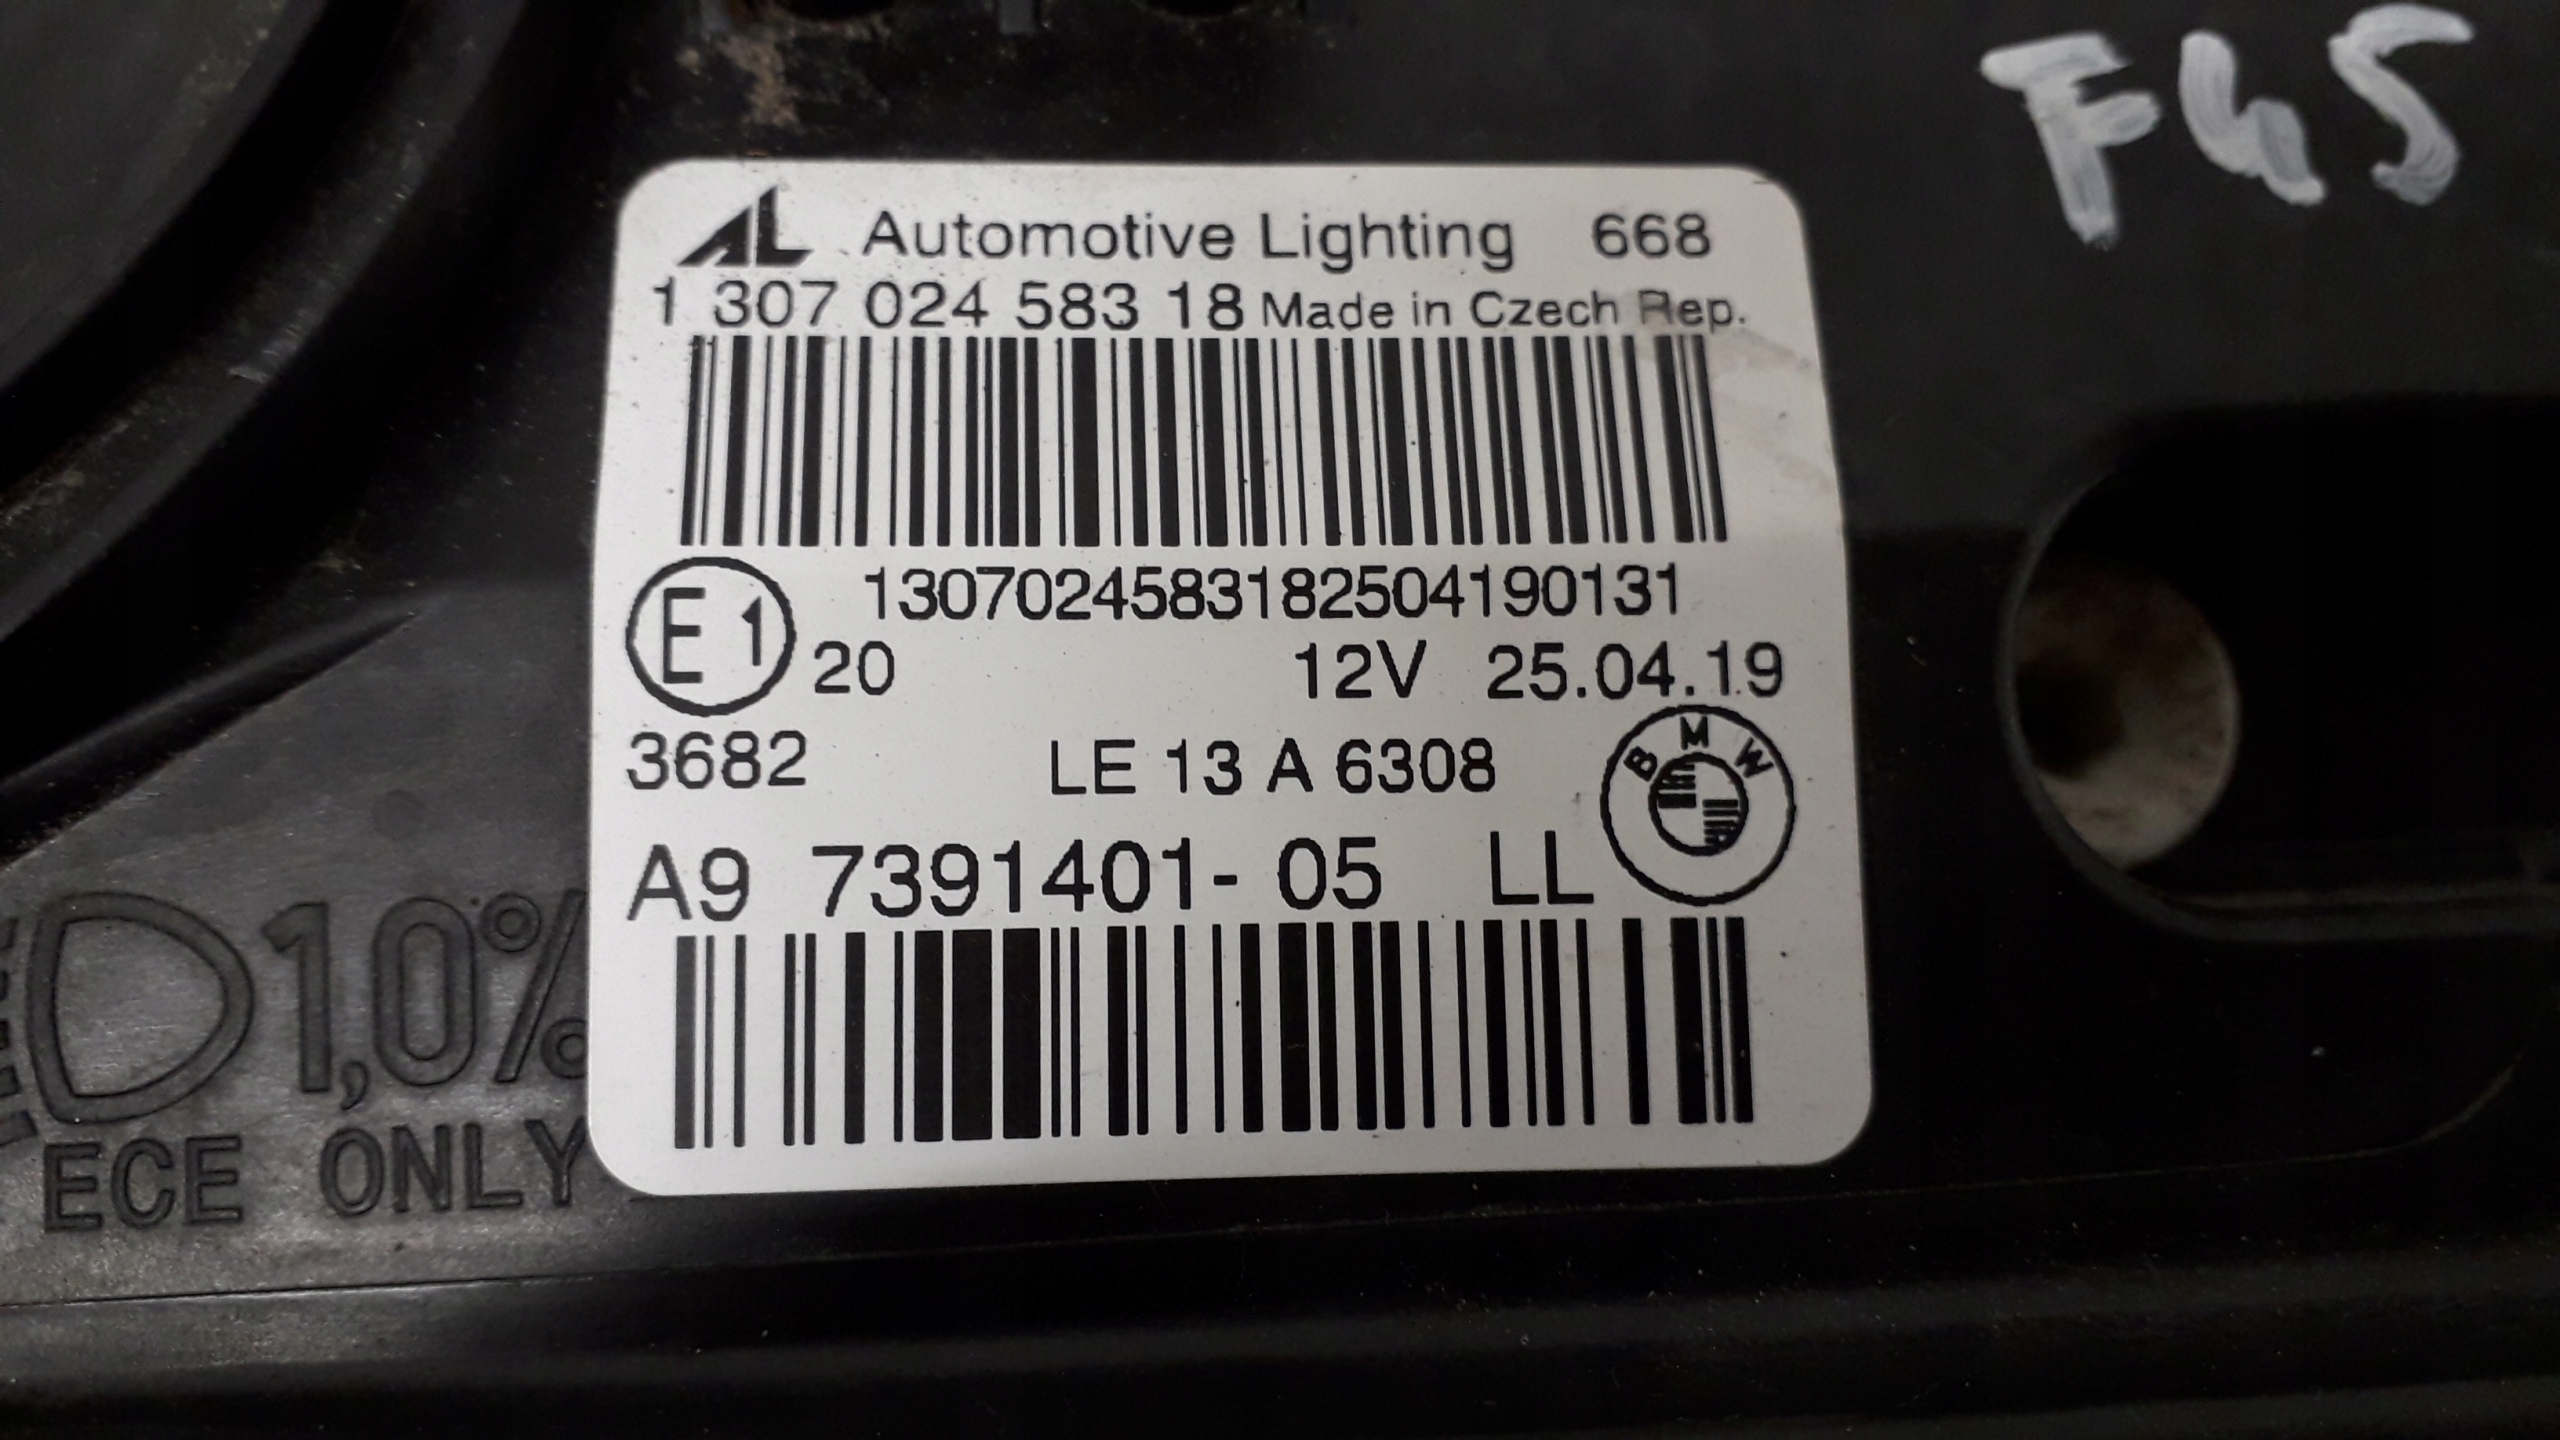 F45
AL Automotive Lighting 668
1 307 024 583 18 Made in Czech Rep.
1307024583182504190131
E1 20 12V 25.04.19
3682 LE 13 A 6308
BMW
A9 7391401-05 LL
1,0%
ECE ONLY